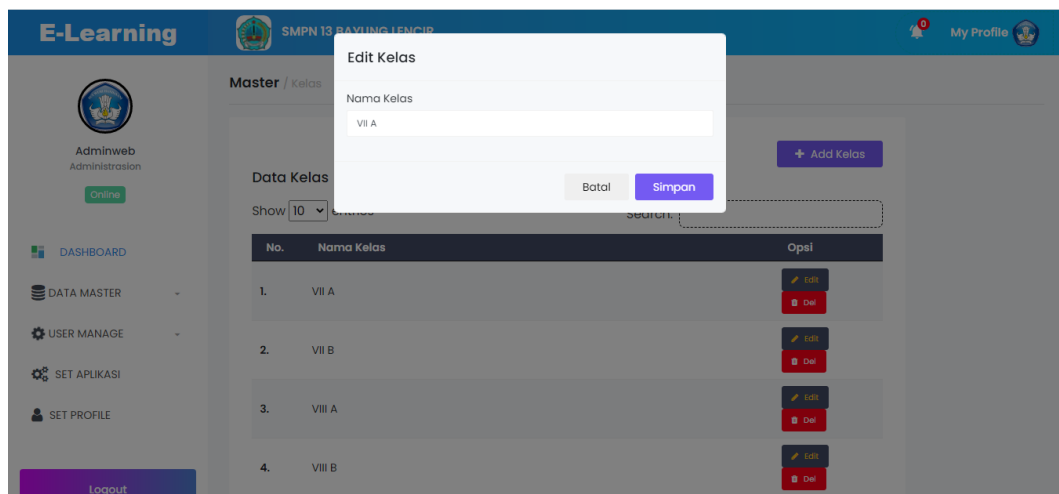 E-Learning
SMPN 13 BAYUNG LENCIR
0
My Profile
Adminweb
Administrasion
Online
DASHBOARD
DATA MASTER
USER MANAGE
SET APLIKASI
SET PROFILE
Logout
Master / Kelas
Edit Kelas
Nama Kelas
VII A
Batal
Simpan
+ Add Kelas
Data Kelas
Show 10 entries
Search:
No. Nama Kelas Opsi
1. VII A Edit
Del
2. VII B Edit
Del
3. VIII A Edit
Del
4. VIII B Edit
Del